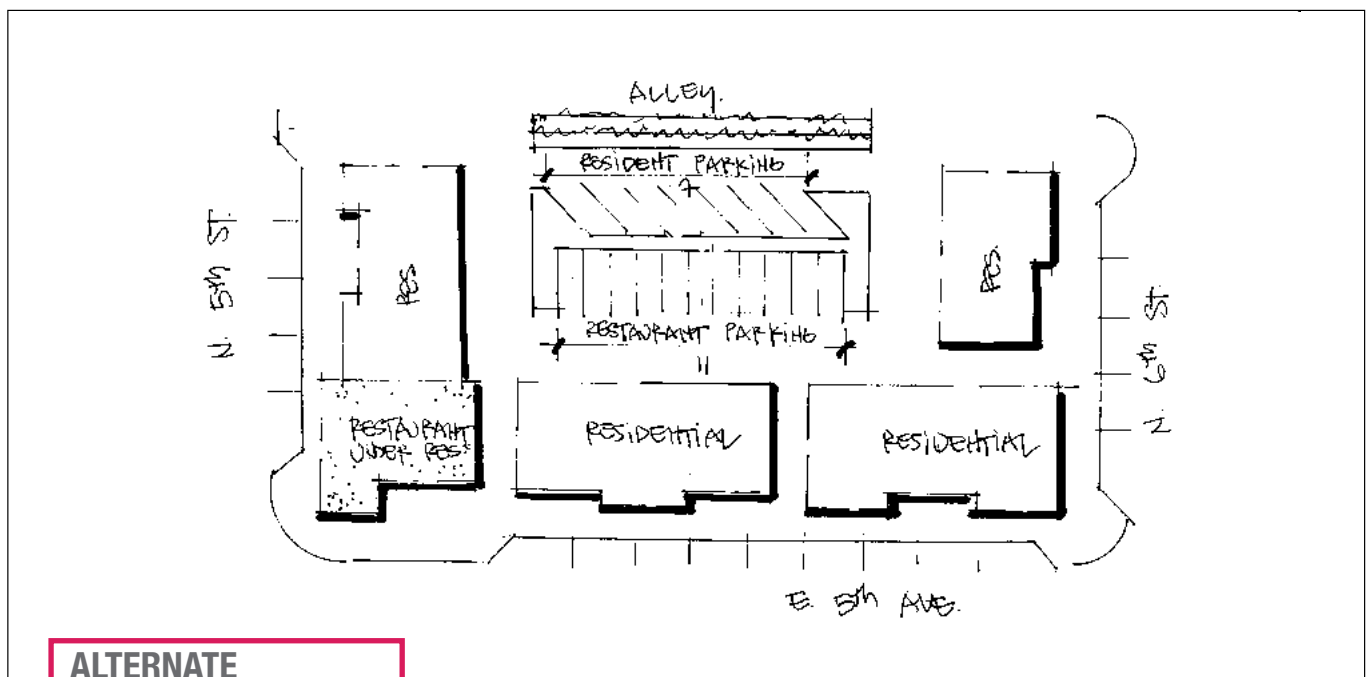 ALLEY.
RESIDENT PARKING
7
N. 5th ST.
RES
RES.
N. 6th ST.
RESTAURANT PARKING
11
RESTAURANT
UNDER RES.
RESIDENTIAL
RESIDENTIAL
E. 5th AVE.
ALTERNATE